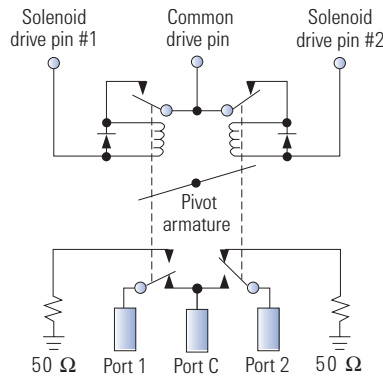 Solenoid
drive pin #1
Common
drive pin
Solenoid
drive pin #2
Pivot
armature
50 Ω
Port 1
Port C
Port 2
50 Ω